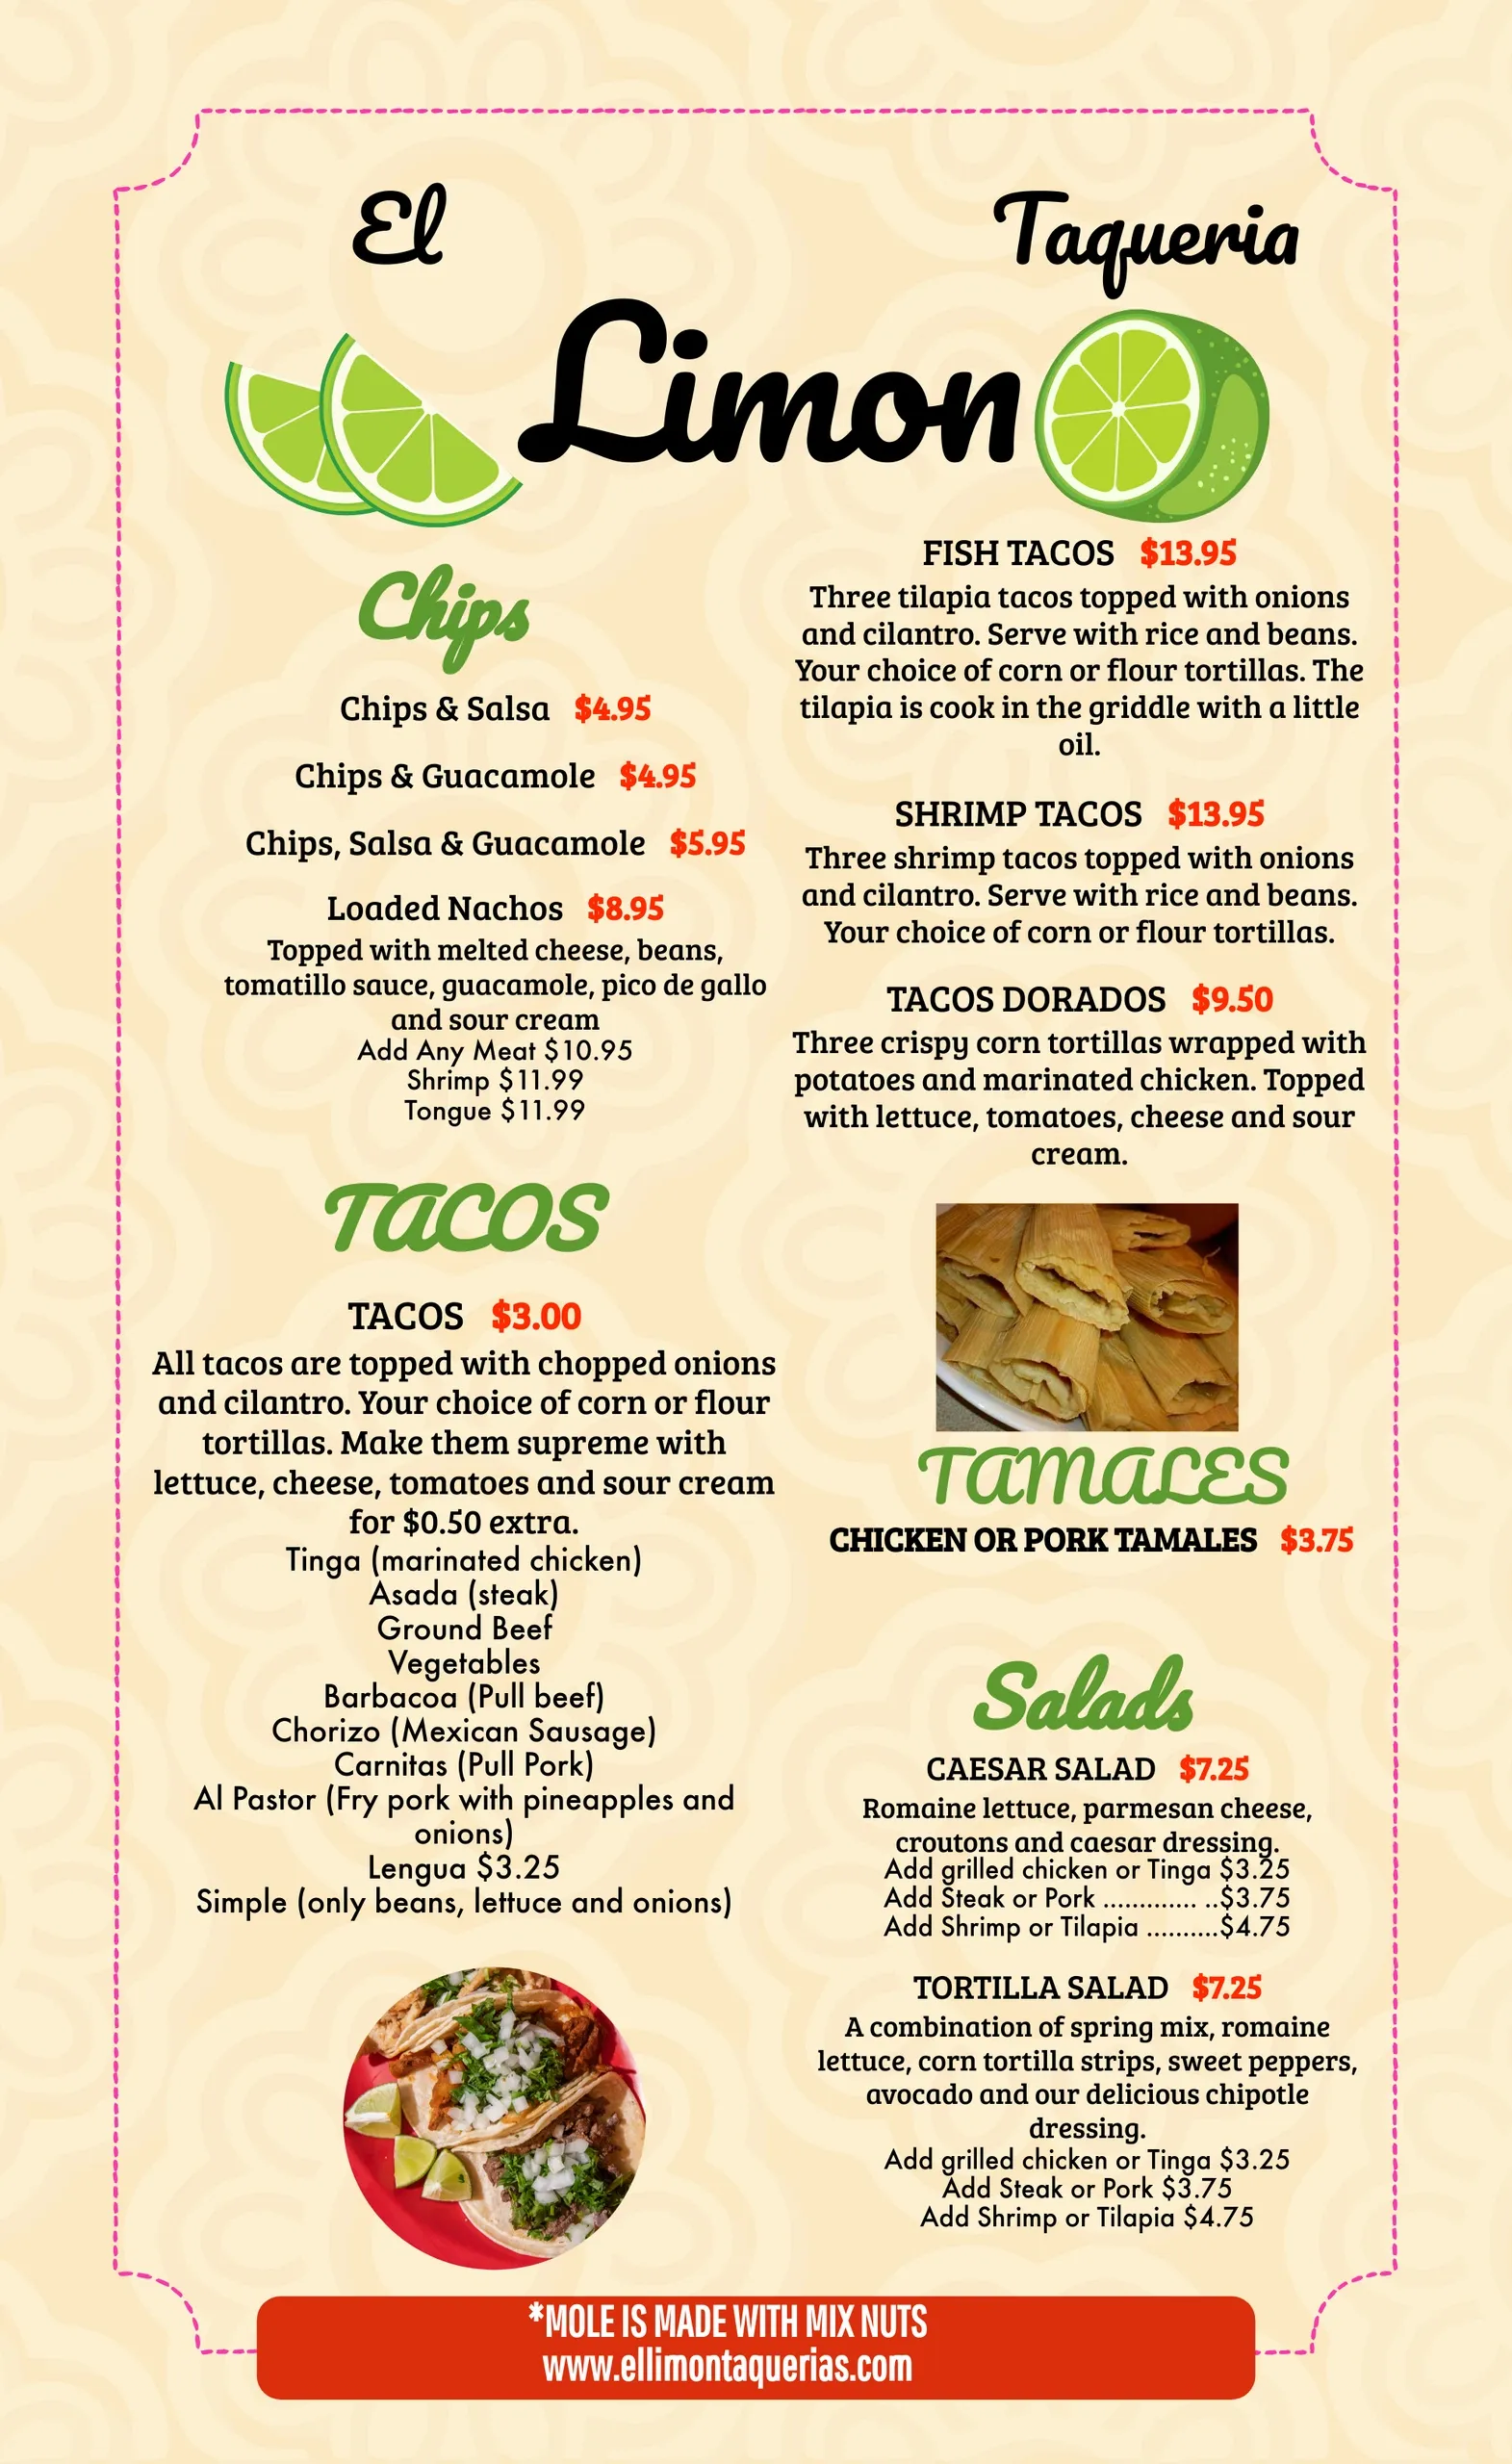 El
Taqueria
Limon
Chips
Chips & Salsa $4.95
Chips & Guacamole $4.95
Chips, Salsa & Guacamole $5.95
Loaded Nachos $8.95
Topped with melted cheese, beans,
tomatillo sauce, guacamole, pico de gallo
and sour cream
Add Any Meat $10.95
Shrimp $11.99
Tongue $11.99
TACOS
TACOS $3.00
All tacos are topped with chopped onions
and cilantro. Your choice of corn or flour
tortillas. Make them supreme with
lettuce, cheese, tomatoes and sour cream
for $0.50 extra.
Tinga (marinated chicken)
Asada (steak)
Ground Beef
Vegetables
Barbacoa (Pull beef)
Chorizo (Mexican Sausage)
Carnitas (Pull Pork)
Al Pastor (Fry pork with pineapples and
onions)
Lengua $3.25
Simple (only beans, lettuce and onions)
FISH TACOS $13.95
Three tilapia tacos topped with onions
and cilantro. Serve with rice and beans.
Your choice of corn or flour tortillas. The
tilapia is cook in the griddle with a little
oil.
SHRIMP TACOS $13.95
Three shrimp tacos topped with onions
and cilantro. Serve with rice and beans.
Your choice of corn or flour tortillas.
TACOS DORADOS $9.50
Three crispy corn tortillas wrapped with
potatoes and marinated chicken. Topped
with lettuce, tomatoes, cheese and sour
cream.
TAMALES
CHICKEN OR PORK TAMALES $3.75
Salads
CAESAR SALAD $7.25
Romaine lettuce, parmesan cheese,
croutons and caesar dressing.
Add grilled chicken or Tinga $3.25
Add Steak or Pork ............. ..$3.75
Add Shrimp or Tilapia ..........$4.75
TORTILLA SALAD $7.25
A combination of spring mix, romaine
lettuce, corn tortilla strips, sweet peppers,
avocado and our delicious chipotle
dressing.
Add grilled chicken or Tinga $3.25
Add Steak or Pork $3.75
Add Shrimp or Tilapia $4.75
*MOLE IS MADE WITH MIX NUTS
www.ellimontaquerias.com